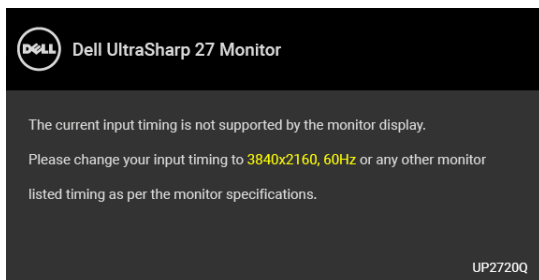 DELL
Dell UltraSharp 27 Monitor
The current input timing is not supported by the monitor display.
Please change your input timing to 3840x2160, 60Hz or any other monitor
listed timing as per the monitor specifications.
UP2720Q